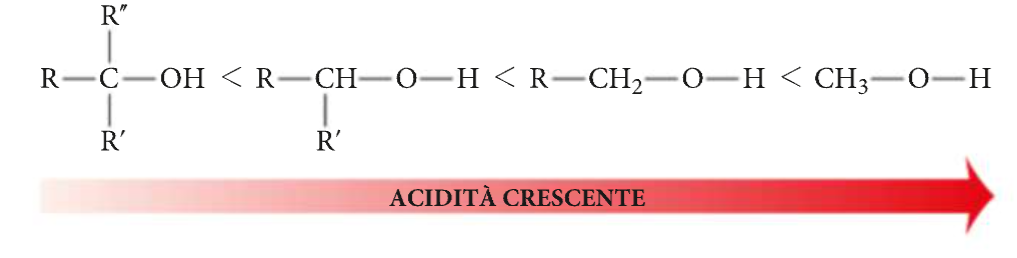 R″
R—C—OH < R—CH—O—H < R—CH₂—O—H < CH₃—O—H
R′ R′
ACIDITÀ CRESCENTE